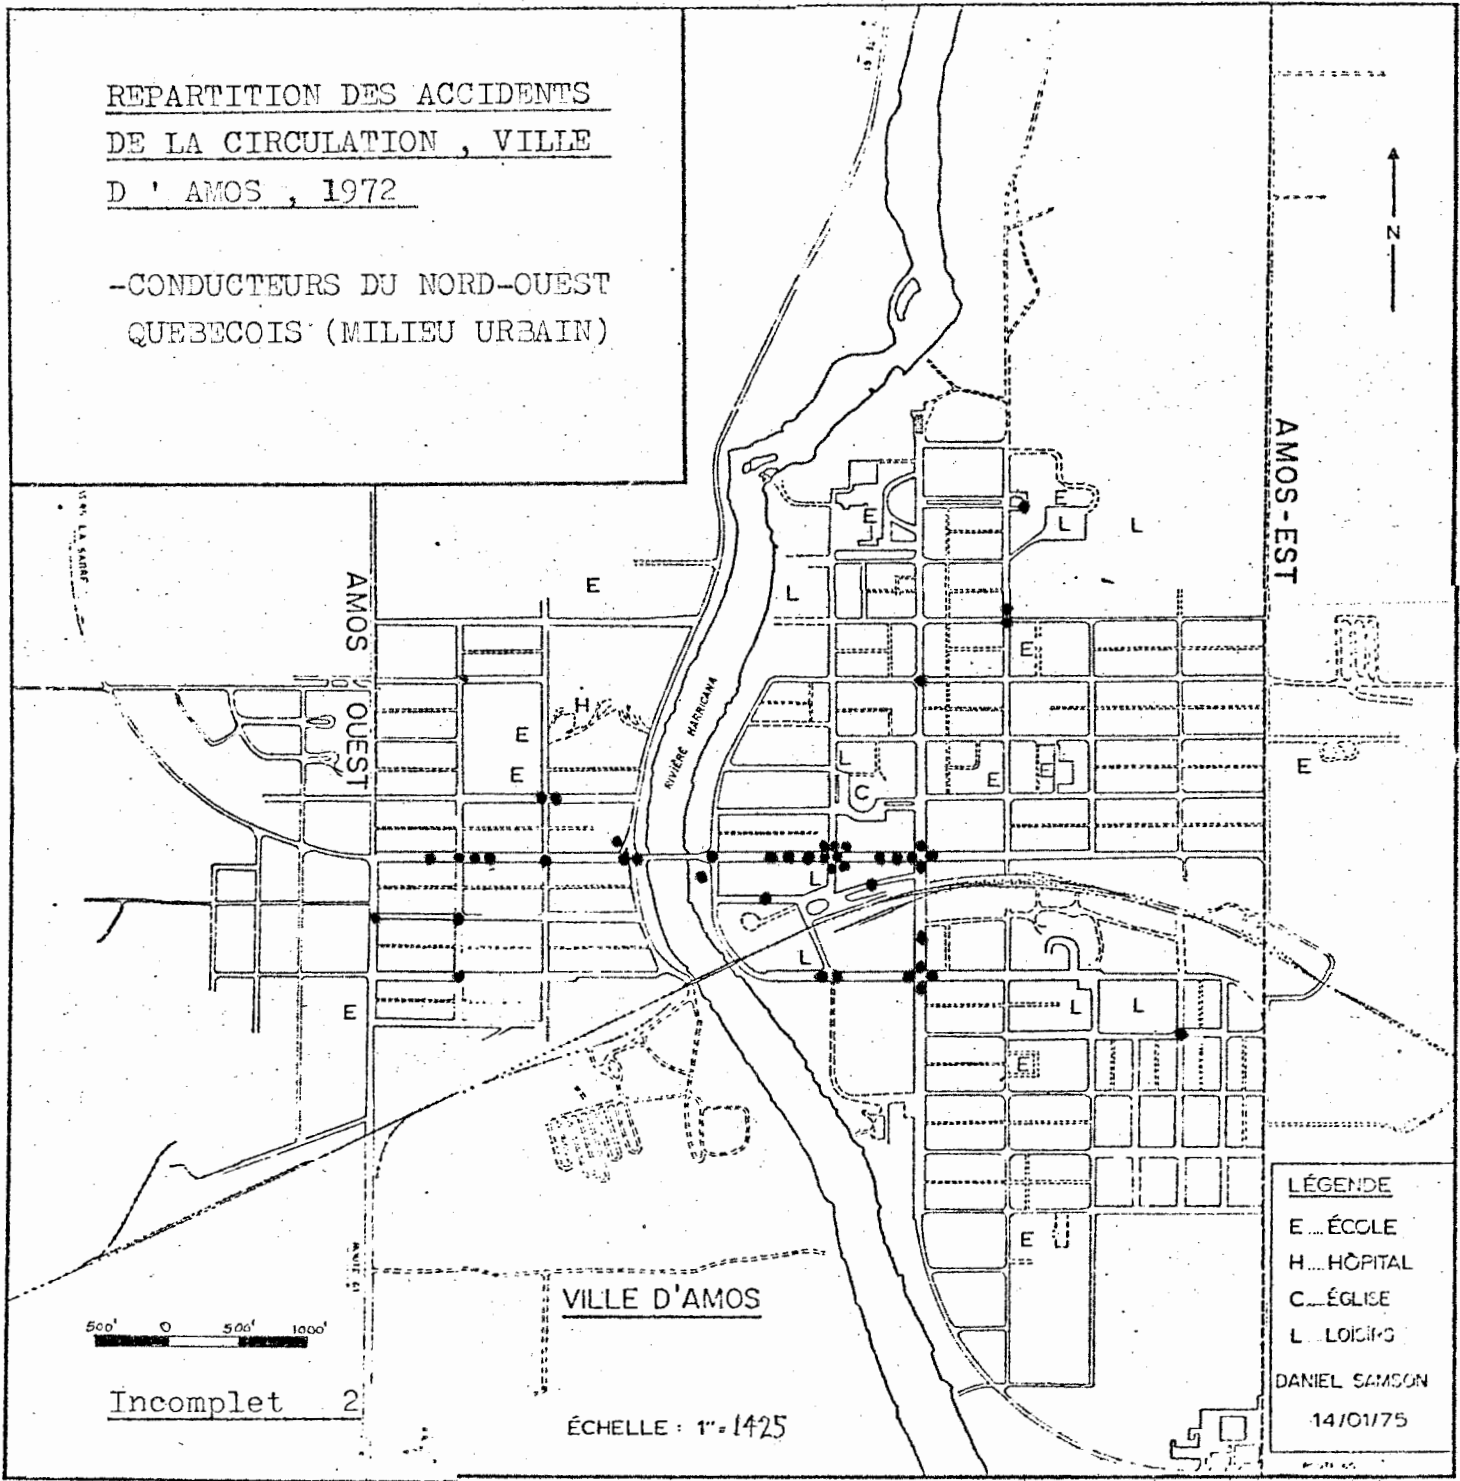 REPARTITION DES ACCIDENTS
DE LA CIRCULATION , VILLE
D ' AMOS , 1972
-CONDUCTEURS DU NORD-OUEST
QUEBECOIS (MILIEU URBAIN)
N
AMOS-EST
LA SARRE
AMOS OUEST
E
E
E
L
L
L
E
E
H
RIVIÈRE HARRICANA
E
E
L
E
E
E
C
L
L
E
L
L
E
E
VILLE D'AMOS
500' 0 500' 1000'
Incomplet 2
ÉCHELLE : 1"=1425
LÉGENDE
E ... ÉCOLE
H .... HÔPITAL
C ... ÉGLISE
L ... LOISIRS
DANIEL SAMSON
14/01/75